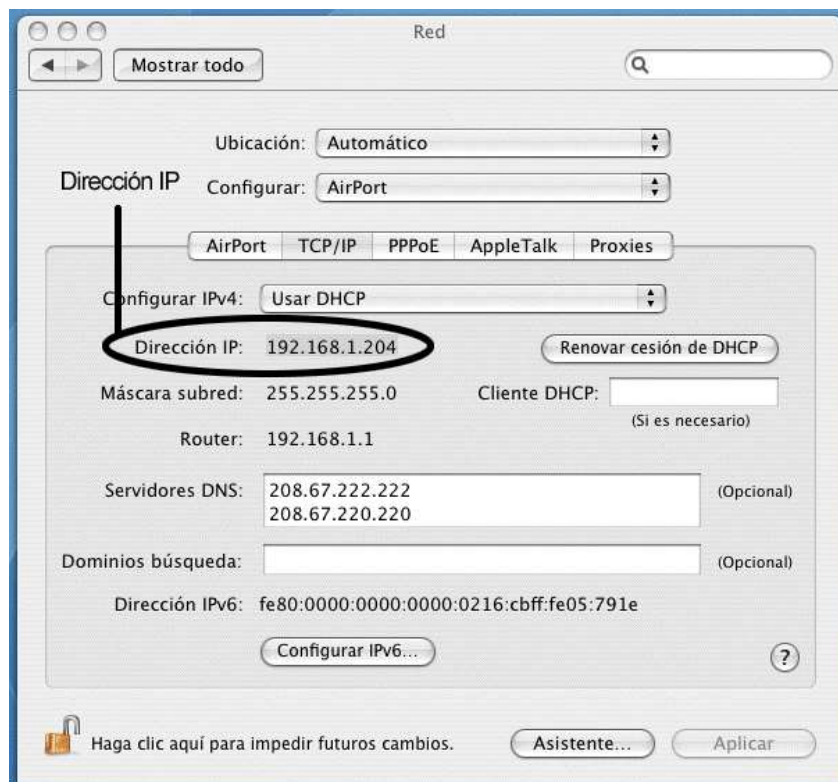 Red
Mostrar todo
Ubicación: Automático
Dirección IP
Configurar: AirPort
AirPort TCP/IP PPPoE AppleTalk Proxies
Configurar IPv4: Usar DHCP
Dirección IP: 192.168.1.204 Renovar cesión de DHCP
Máscara subred: 255.255.255.0 Cliente DHCP:
(Si es necesario)
Router: 192.168.1.1
Servidores DNS: 208.67.222.222 (Opcional)
208.67.220.220
Dominios búsqueda: (Opcional)
Dirección IPv6: fe80:0000:0000:0000:0216:cbff:fe05:791e
Configurar IPv6... ?
Haga clic aquí para impedir futuros cambios. Asistente... Aplicar